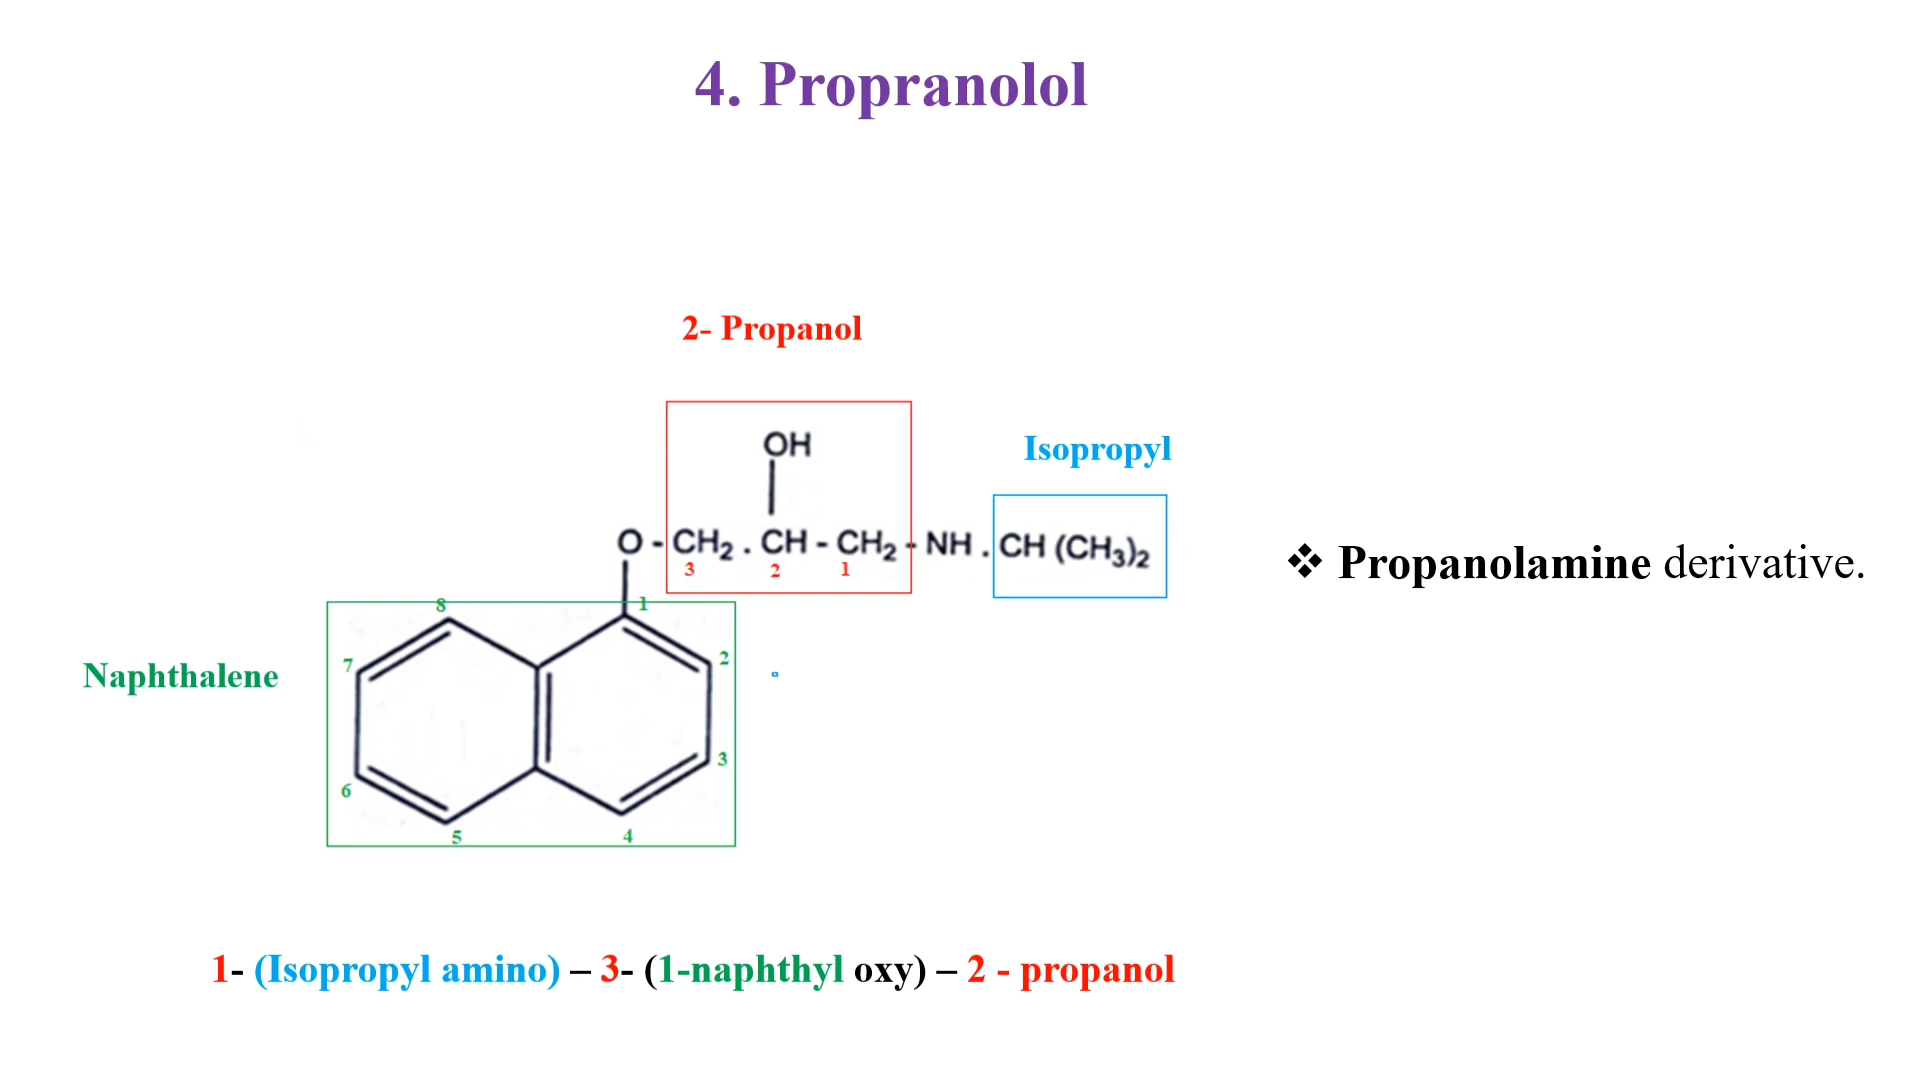 4. Propranolol
2- Propanol
OH
Isopropyl
O - CH₂ . CH - CH₂ - NH . CH (CH₃)₂
3 2 1
❖ Propanolamine derivative.
8 1
7 2
Naphthalene
3
6
5 4
1- (Isopropyl amino) – 3- (1-naphthyl oxy) – 2 - propanol